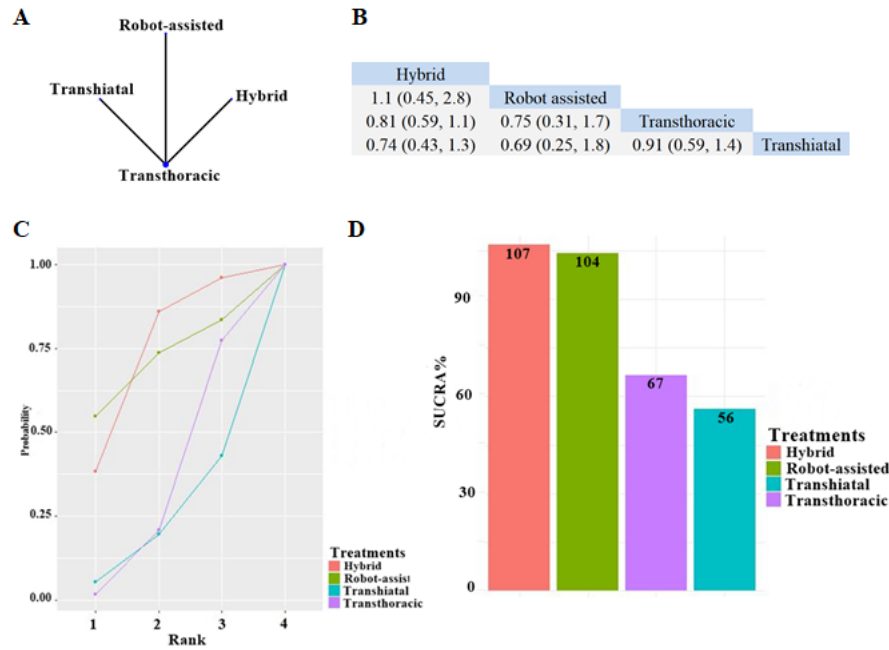 A
Robot-assisted
Transhiatal
Hybrid
Transthoracic
B
Hybrid
1.1 (0.45, 2.8) Robot assisted
0.81 (0.59, 1.1) 0.75 (0.31, 1.7) Transthoracic
0.74 (0.43, 1.3) 0.69 (0.25, 1.8) 0.91 (0.59, 1.4) Transhiatal
C
1.00
0.75
0.50
0.25
0.00
Probability
1 2 3 4
Rank
Treatments
Hybrid
Robot-assist
Transhiatal
Transthoracic
D
107
104
67
56
90
60
30
0
SUCRA%
Treatments
Hybrid
Robot-assisted
Transhiatal
Transthoracic